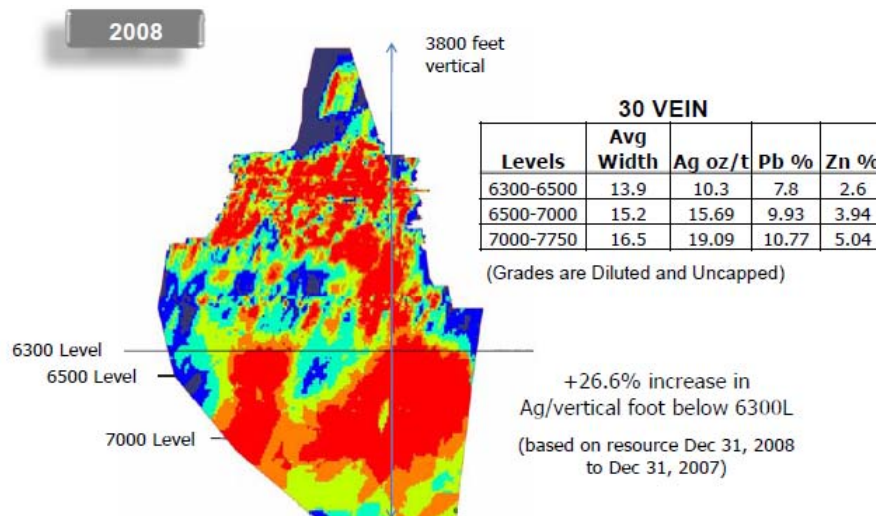 2008
3800 feet
vertical
30 VEIN
Levels Avg Width Ag oz/t Pb % Zn %
6300-6500 13.9 10.3 7.8 2.6
6500-7000 15.2 15.69 9.93 3.94
7000-7750 16.5 19.09 10.77 5.04
(Grades are Diluted and Uncapped)
6300 Level
6500 Level
7000 Level
+26.6% increase in
Ag/vertical foot below 6300L
(based on resource Dec 31, 2008
to Dec 31, 2007)